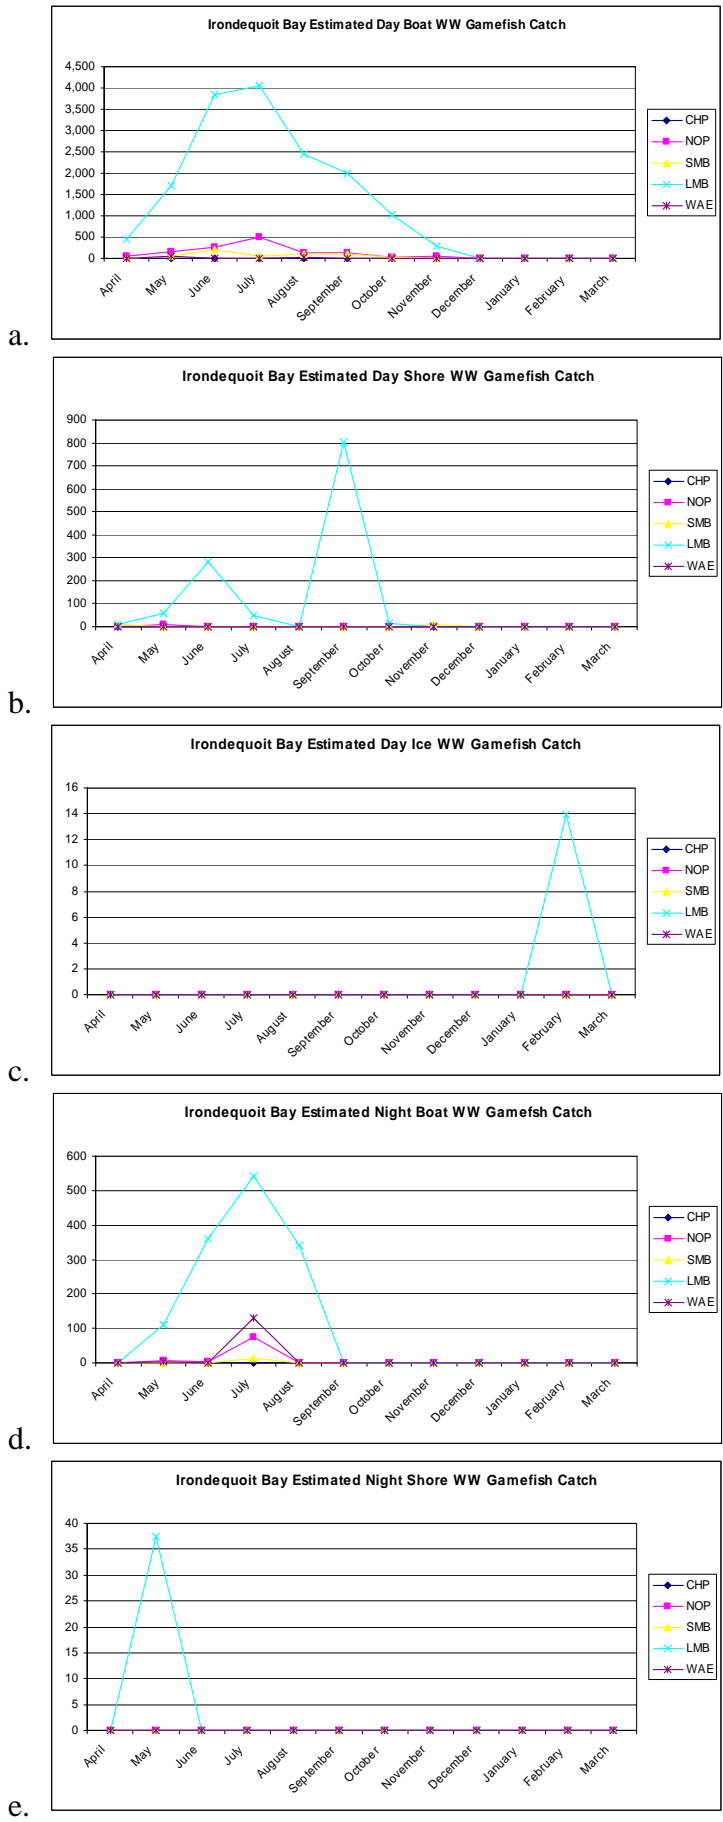 Irondequoit Bay Estimated Day Boat WW Gamefish Catch
4,500
4,000
3,500
3,000
2,500
2,000
1,500
1,000
500
0
April
May
June
July
August
September
October
November
December
January
February
March
CHP
NOP
SMB
LMB
WAE
a.
Irondequoit Bay Estimated Day Shore WW Gamefish Catch
900
800
700
600
500
400
300
200
100
0
April
May
June
July
August
September
October
November
December
January
February
March
CHP
NOP
SMB
LMB
WAE
b.
Irondequoit Bay Estimated Day Ice WW Gamefish Catch
16
14
12
10
8
6
4
2
0
April
May
June
July
August
September
October
November
December
January
February
March
CHP
NOP
SMB
LMB
WAE
c.
Irondequoit Bay Estimated Night Boat WW Gamefsh Catch
600
500
400
300
200
100
0
April
May
June
July
August
September
October
November
December
January
February
March
CHP
NOP
SMB
LMB
WAE
d.
Irondequoit Bay Estimated Night Shore WW Gamefish Catch
40
35
30
25
20
15
10
5
0
April
May
June
July
August
September
October
November
December
January
February
March
CHP
NOP
SMB
LMB
WAE
e.